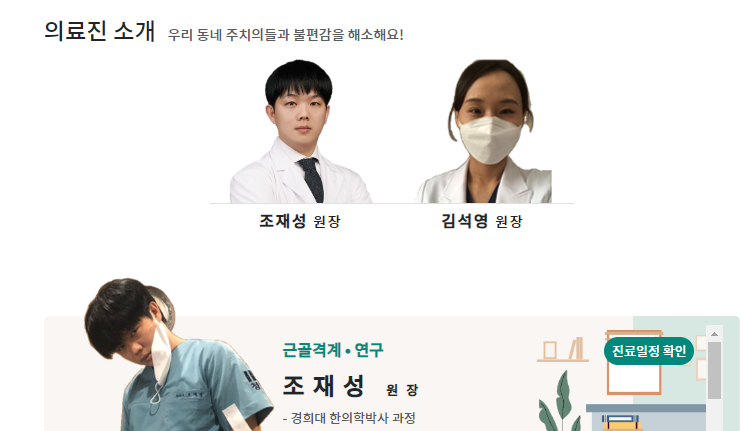 의료진 소개 우리 동네 주치의들과 불편감을 해소해요!
조재성 원장 김석영 원장
근골격계 • 연구 진료일정 확인
조재성 원장
- 경희대 한의학박사 과정